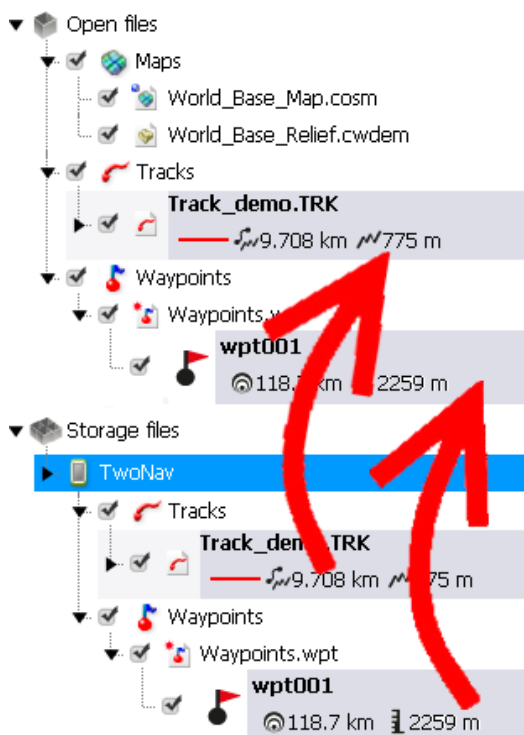 Open files
Maps
World_Base_Map.cosm
World_Base_Relief.cwdem
Tracks
Track_demo.TRK
9.708 km 775 m
Waypoints
wpt001
km 2259 m
Storage files
TwoNav
Tracks
9.708 km
Waypoints
Waypoints.wpt
wpt001
118.7 km 2259 m